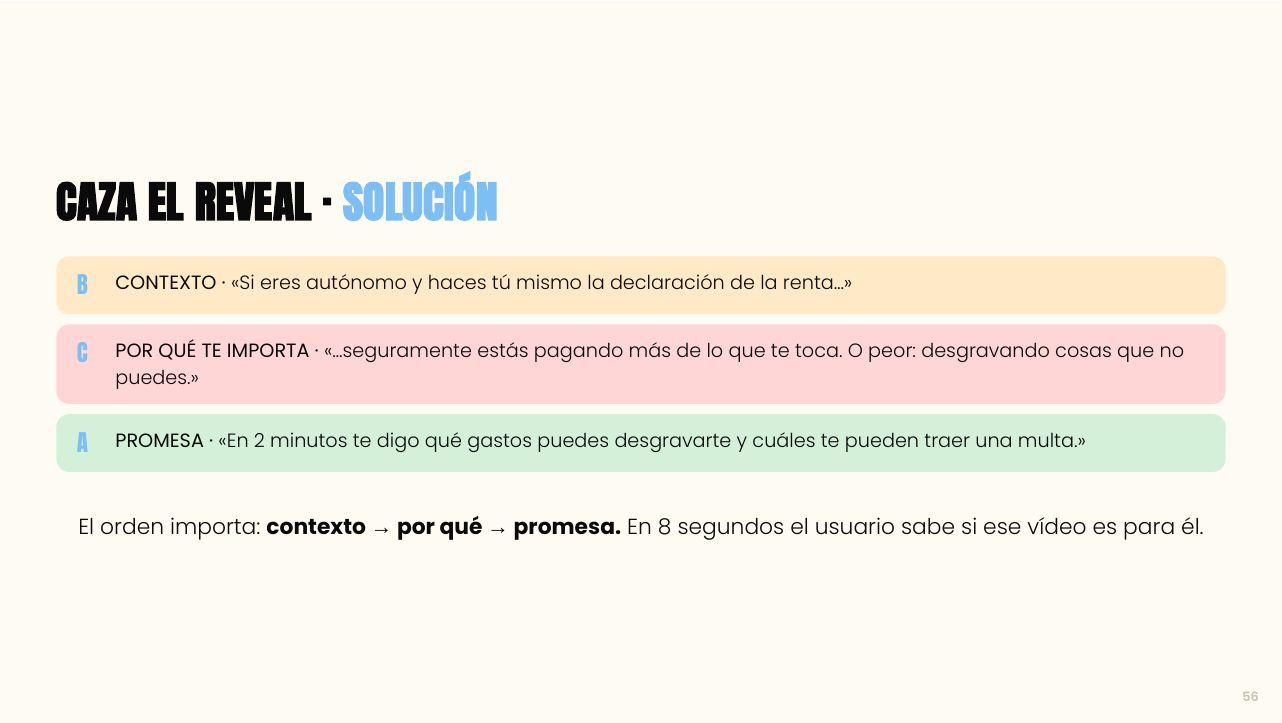 CAZA EL REVEAL · SOLUCIÓN
B CONTEXTO · «Si eres autónomo y haces tú mismo la declaración de la renta...»
C POR QUÉ TE IMPORTA · «...seguramente estás pagando más de lo que te toca. O peor: desgravando cosas que no
puedes.»
A PROMESA · «En 2 minutos te digo qué gastos puedes desgravarte y cuáles te pueden traer una multa.»
El orden importa: contexto → por qué → promesa. En 8 segundos el usuario sabe si ese vídeo es para él.
56